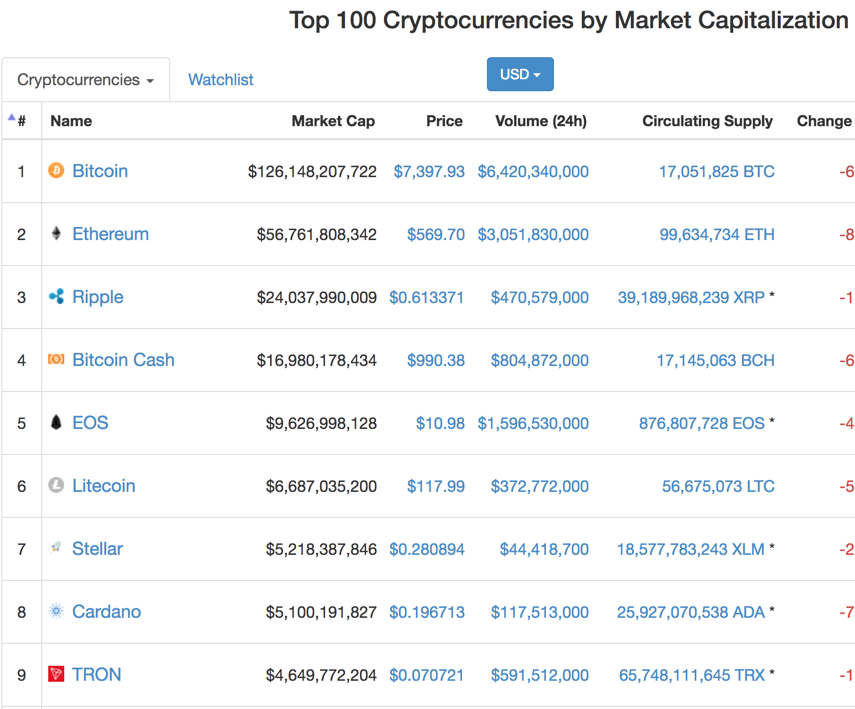 Top 100 Cryptocurrencies by Market Capitalization
Cryptocurrencies Watchlist USD
# Name Market Cap Price Volume (24h) Circulating Supply Change
1 Bitcoin $126,148,207,722 $7,397.93 $6,420,340,000 17,051,825 BTC -6
2 Ethereum $56,761,808,342 $569.70 $3,051,830,000 99,634,734 ETH -8
3 Ripple $24,037,990,009 $0.613371 $470,579,000 39,189,968,239 XRP * -1
4 Bitcoin Cash $16,980,178,434 $990.38 $804,872,000 17,145,063 BCH -6
5 EOS $9,626,998,128 $10.98 $1,596,530,000 876,807,728 EOS * -4
6 Litecoin $6,687,035,200 $117.99 $372,772,000 56,675,073 LTC -5
7 Stellar $5,218,387,846 $0.280894 $44,418,700 18,577,783,243 XLM * -2
8 Cardano $5,100,191,827 $0.196713 $117,513,000 25,927,070,538 ADA * -7
9 TRON $4,649,772,204 $0.070721 $591,512,000 65,748,111,645 TRX * -1